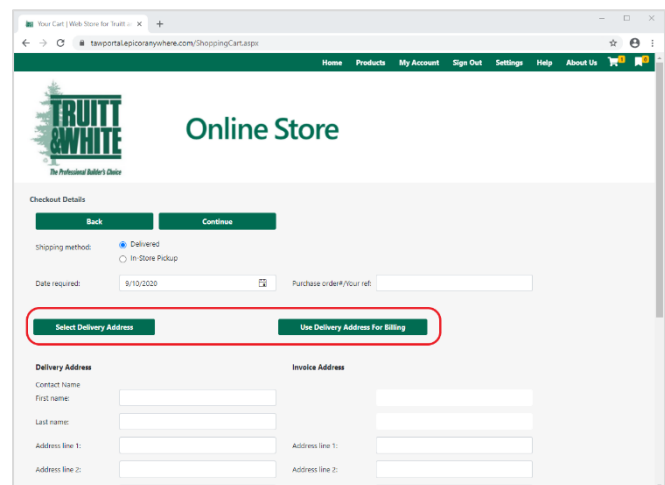 Your Cart | Web Store for Truitt a
tawportal.epicoranywhere.com/ShoppingCart.aspx
Home Products My Account Sign Out Settings Help About Us
TRUITT
&WHITE
The Professional Builder's Choice
Online Store
Checkout Details
Back Continue
Shipping method: Delivered
In-Store Pickup
Date required: 9/10/2020 Purchase order#/Your ref:
Select Delivery Address Use Delivery Address For Billing
Delivery Address Invoice Address
Contact Name
First name:
Last name:
Address line 1: Address line 1:
Address line 2: Address line 2: